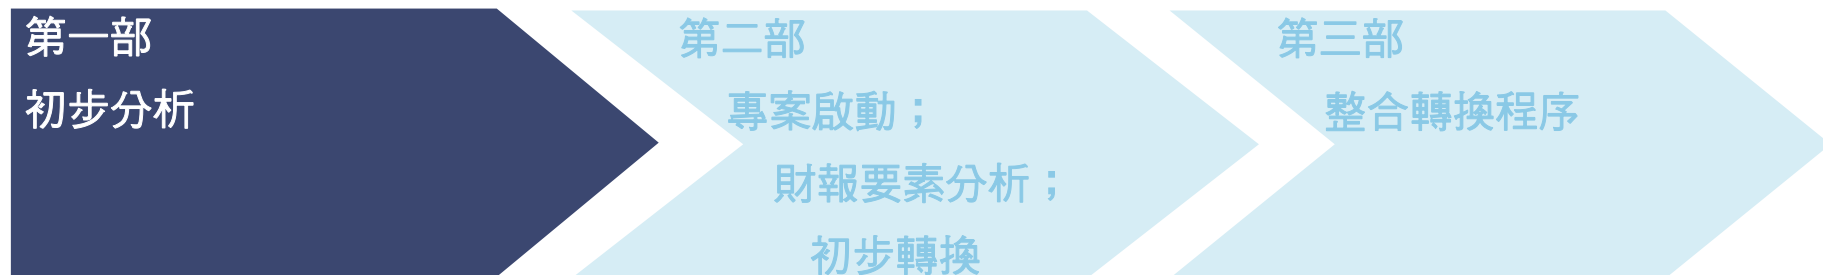 第一部
初步分析
第二部
專案啟動；
財報要素分析；
初步轉換
第三部
整合轉換程序